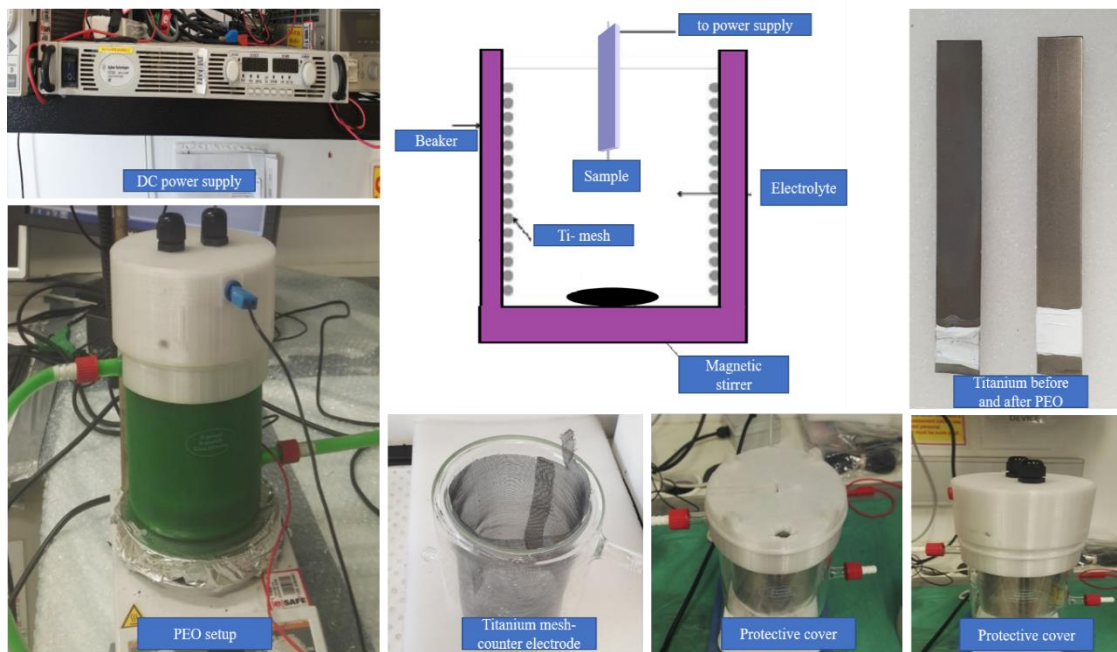 DC power supply
to power supply
Beaker
Sample
Electrolyte
Ti- mesh
Magnetic
stirrer
Titanium before
and after PEO
SAFE
PEO setup
Titanium mesh-
counter electrode
Protective cover
Protective cover